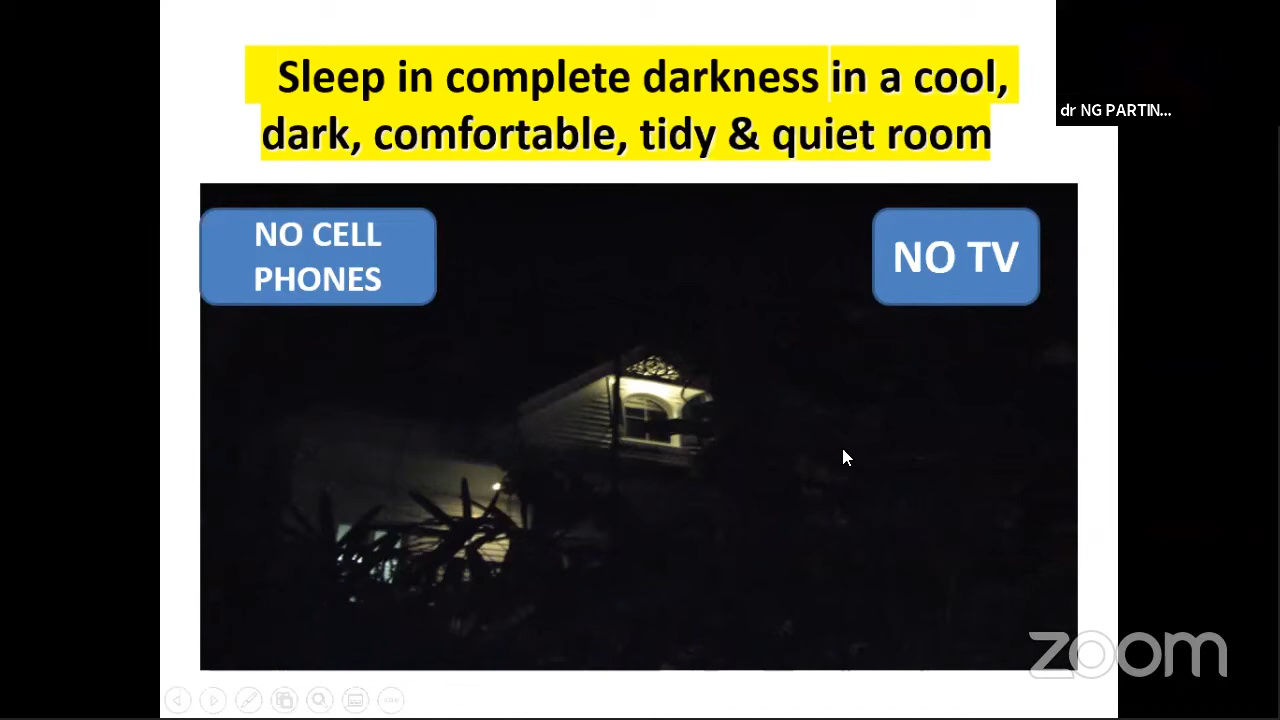 Sleep in complete darkness in a cool,
dark, comfortable, tidy & quiet room
dr NG PARTIN...
NO CELL
PHONES
NO TV
zoom